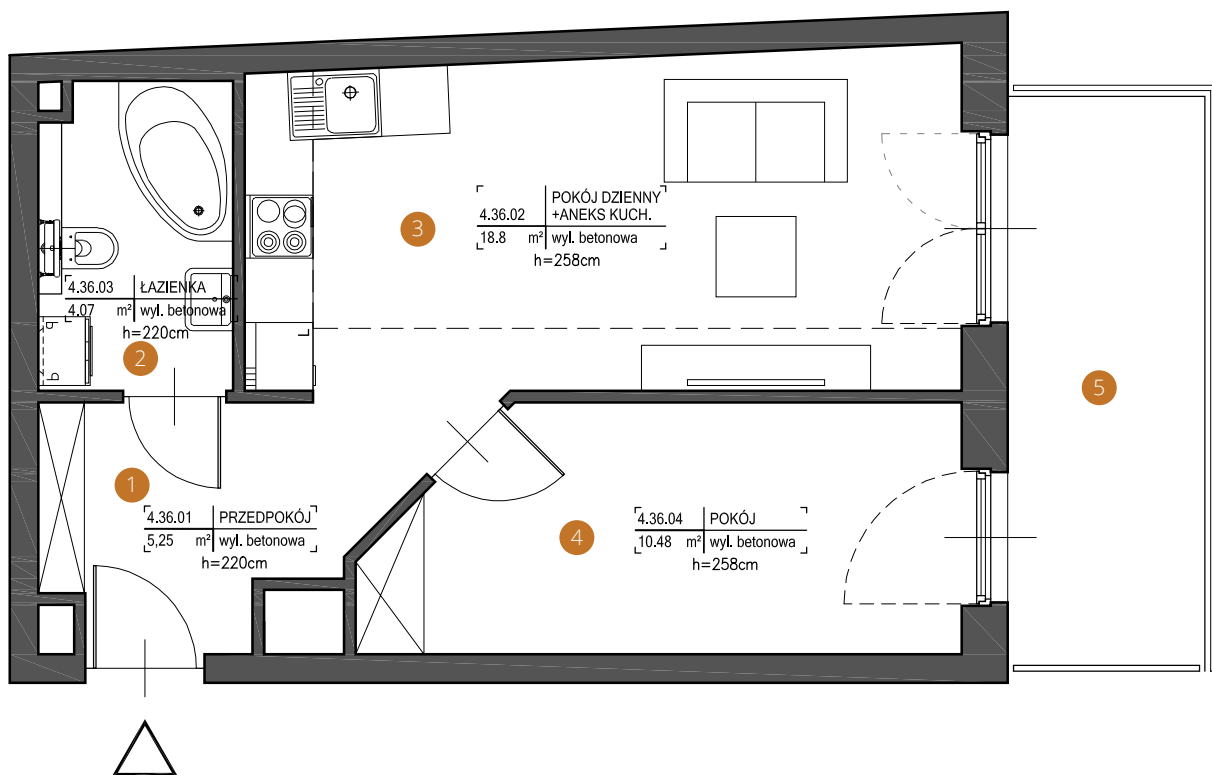 3
4.36.02
POKÓJ DZIENNY
+ANEKS KUCH.
18.8 m² wyl. betonowa
h=258cm
4.36.03 ŁAZIENKA
4.07 m² wyl. betonowa
h=220cm
2
5
1
4.36.01 PRZEDPOKÓJ
5,25 m² wyl. betonowa
h=220cm
4
4.36.04 POKÓJ
10.48 m² wyl. betonowa
h=258cm